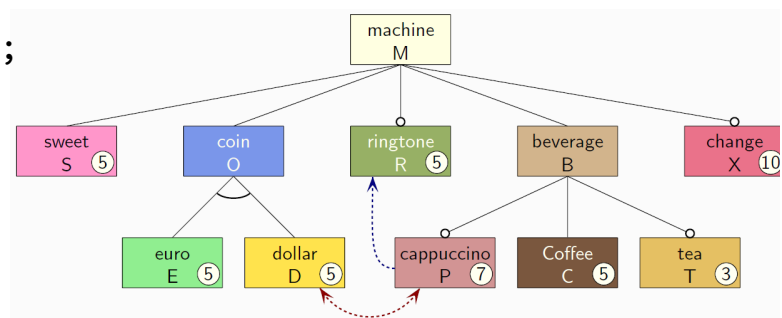 machine
M
;
sweet
S 5
coin
O
ringtone
R 5
beverage
B
change
X 10
euro
E 5
dollar
D 5
cappuccino
P 7
Coffee
C 5
tea
T 3